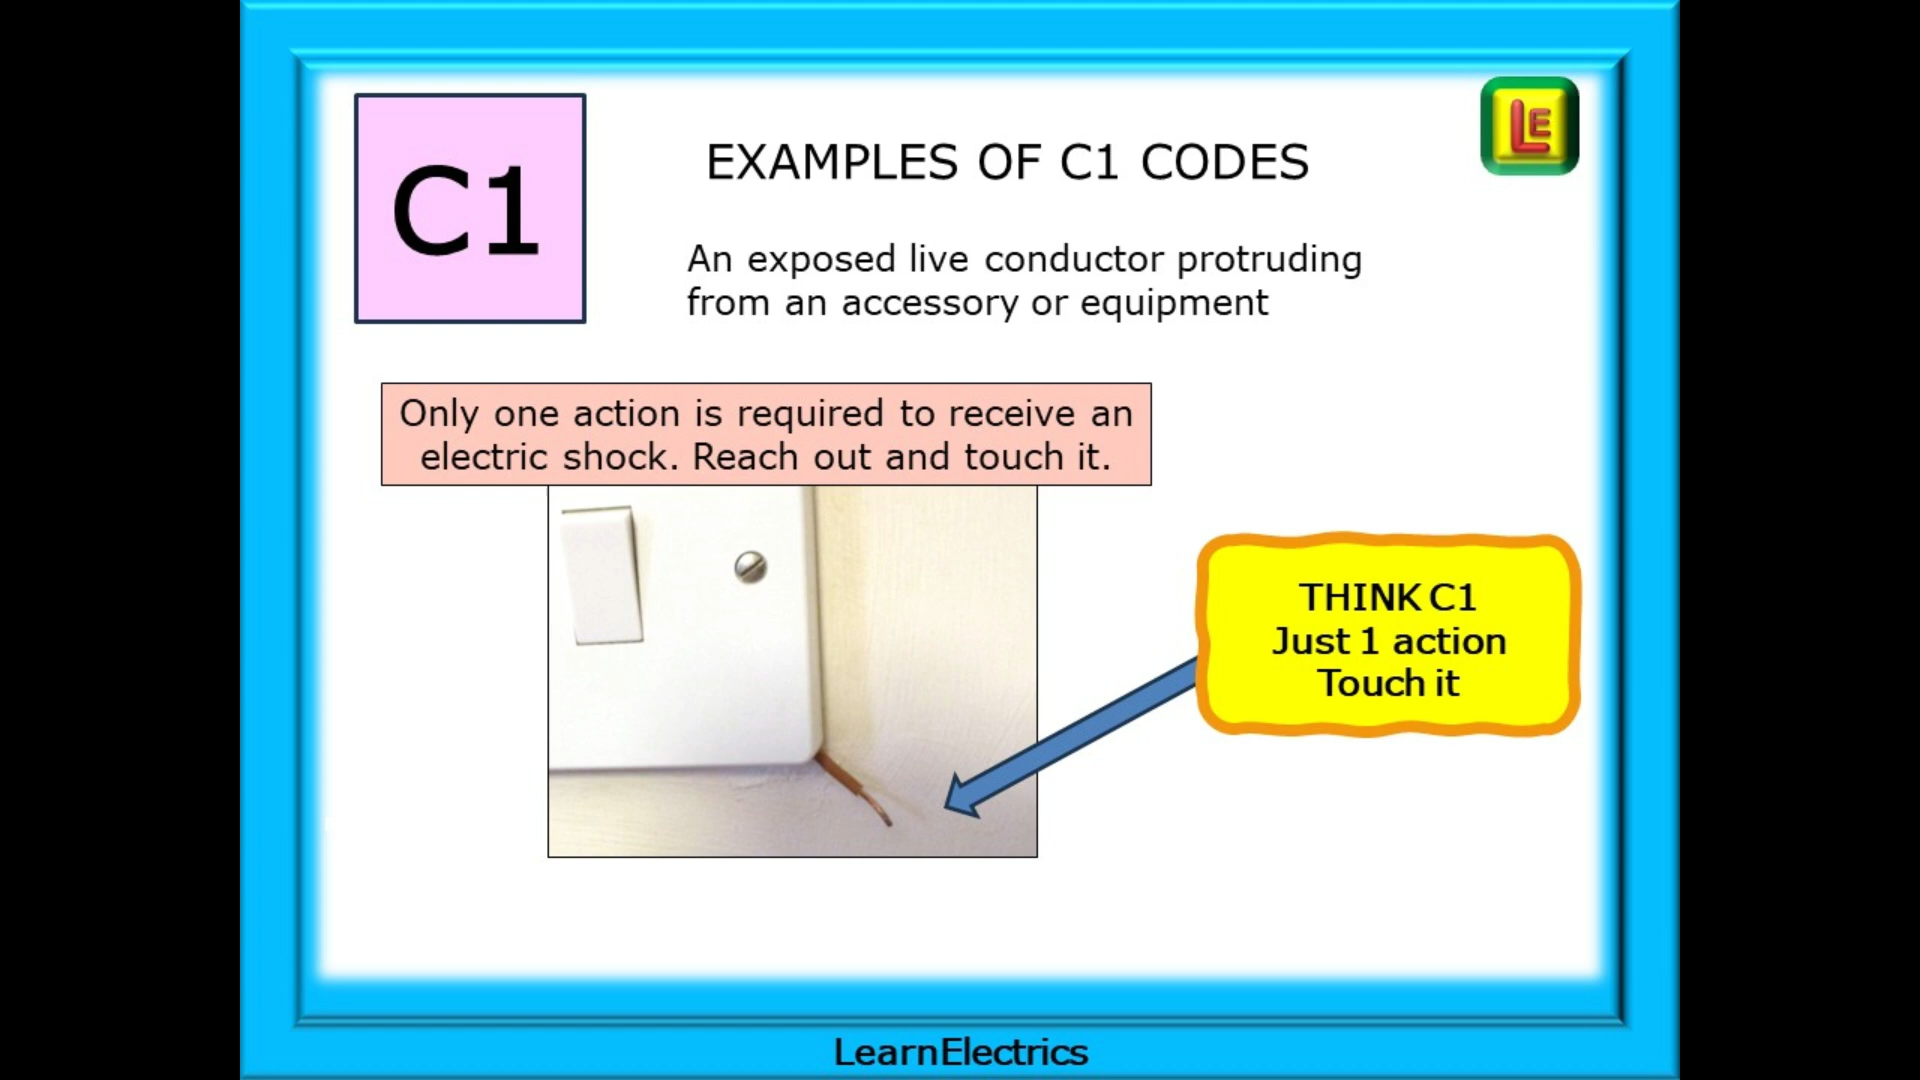 C1
EXAMPLES OF C1 CODES
LE
An exposed live conductor protruding
from an accessory or equipment
Only one action is required to receive an
electric shock. Reach out and touch it.
THINK C1
Just 1 action
Touch it
LearnElectrics